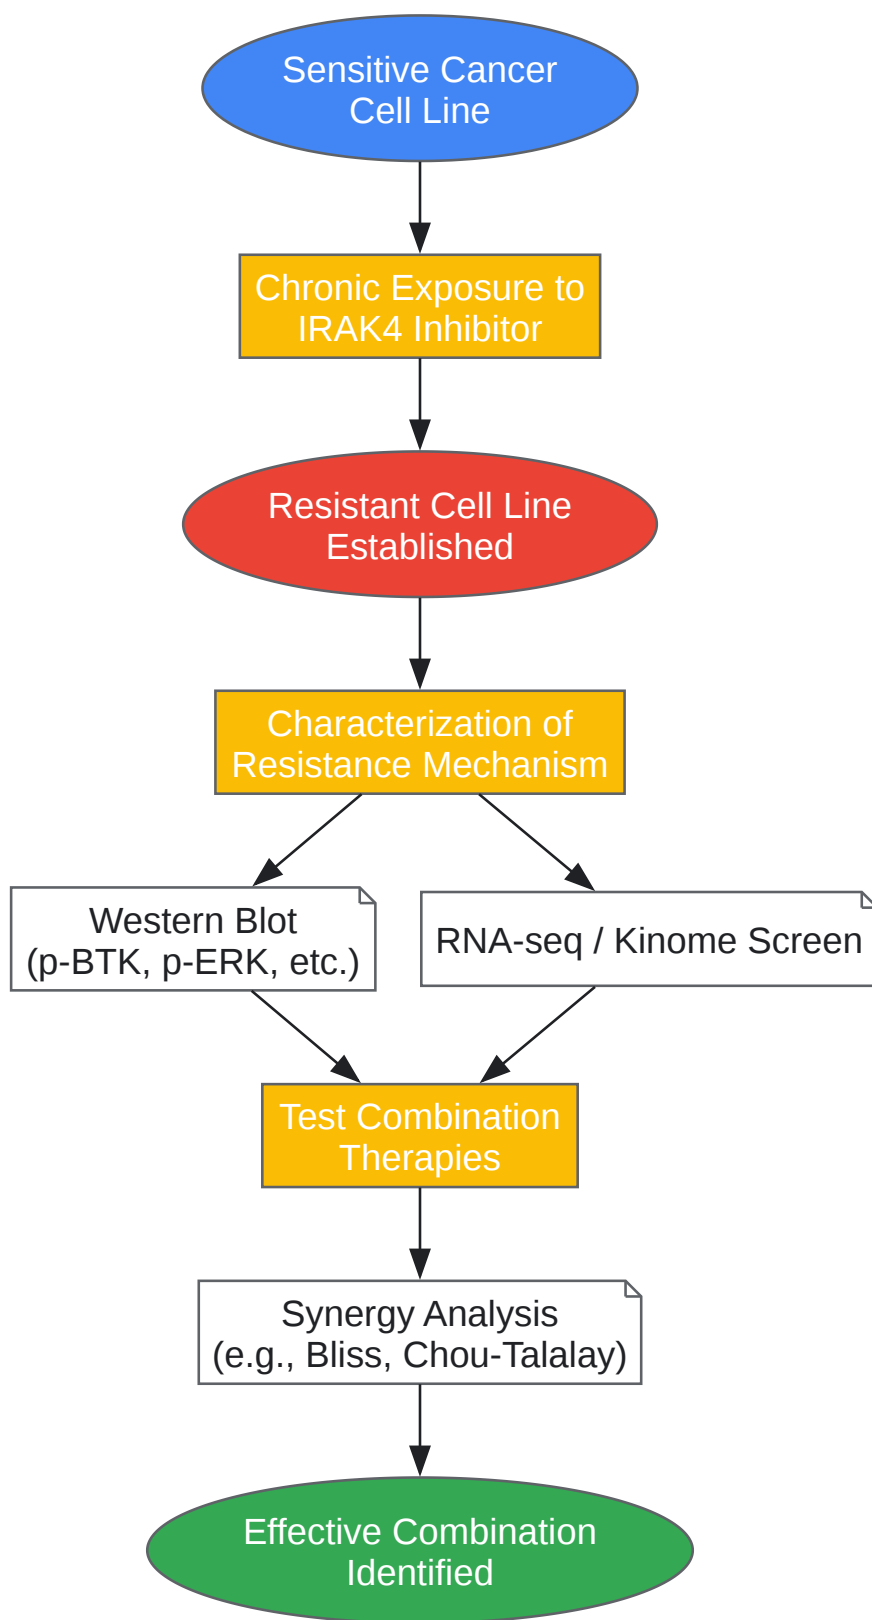 Sensitive Cancer
Cell Line
Chronic Exposure to
IRAK4 Inhibitor
Resistant Cell Line
Established
Characterization of
Resistance Mechanism
Western Blot
(p-BTK, p-ERK, etc.)
RNA-seq / Kinome Screen
Test Combination
Therapies
Synergy Analysis
(e.g., Bliss, Chou-Talalay)
Effective Combination
Identified